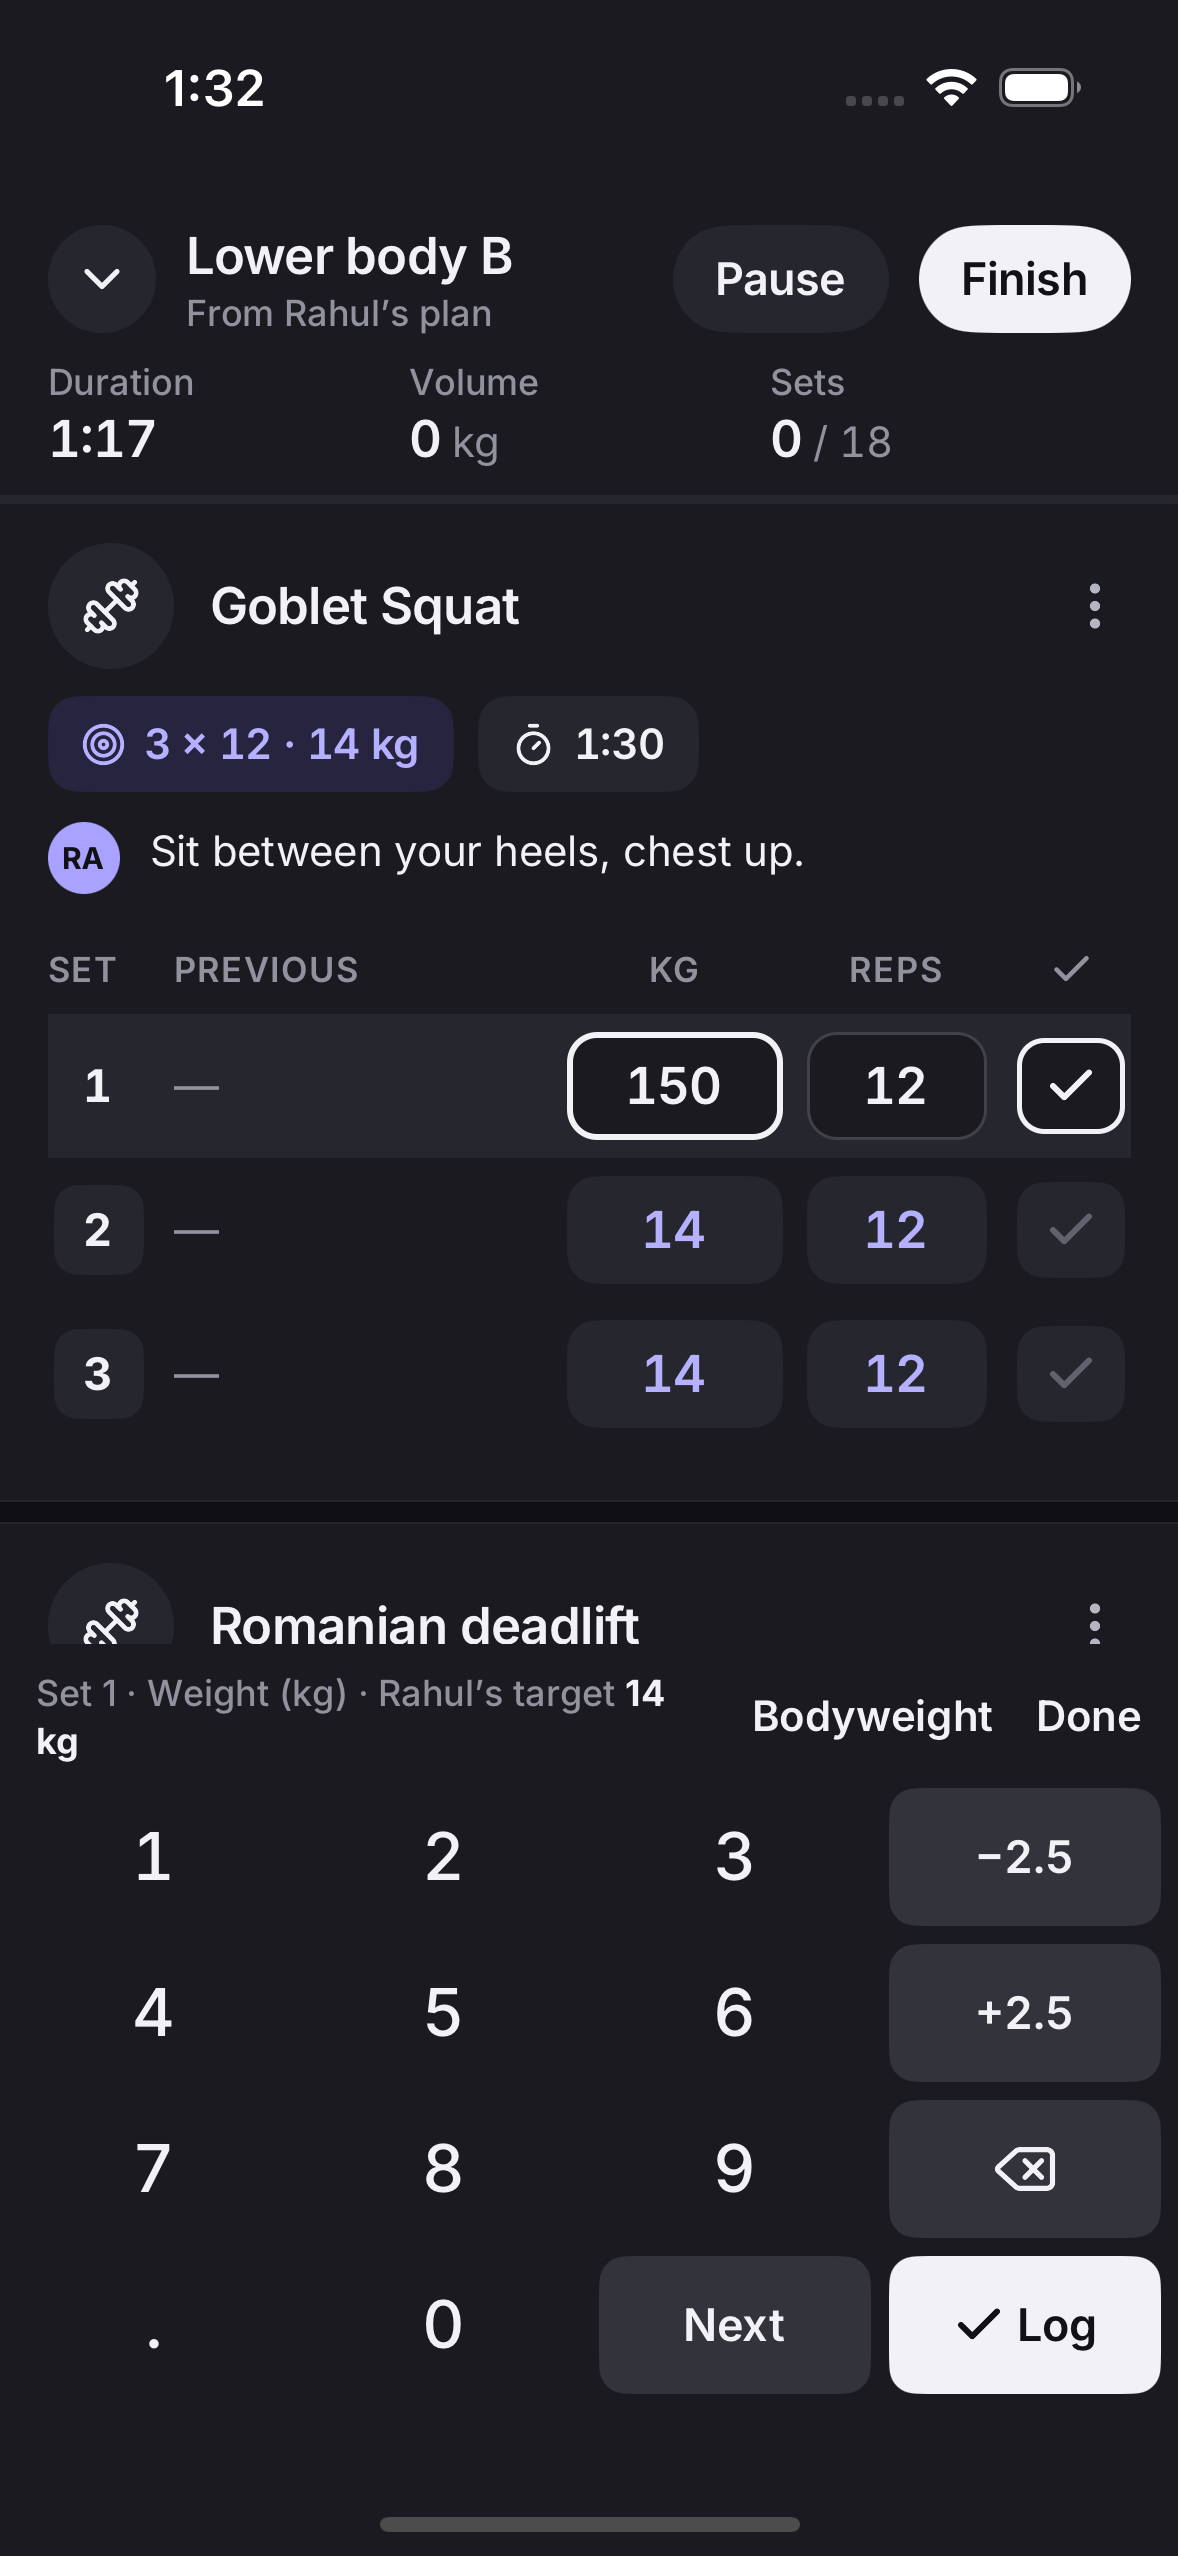 1:32
Lower body B
From Rahul’s plan
Pause
Finish
Duration
Volume
Sets
1:17
0 kg
0 / 18
Goblet Squat
3 × 12 · 14 kg
1:30
RA
Sit between your heels, chest up.
SET PREVIOUS KG REPS
1 — 150 12
2 — 14 12
3 — 14 12
Romanian deadlift
Set 1 · Weight (kg) · Rahul’s target 14
kg
Bodyweight
Done
1 2 3 −2.5
4 5 6 +2.5
7 8 9
. 0 Next Log